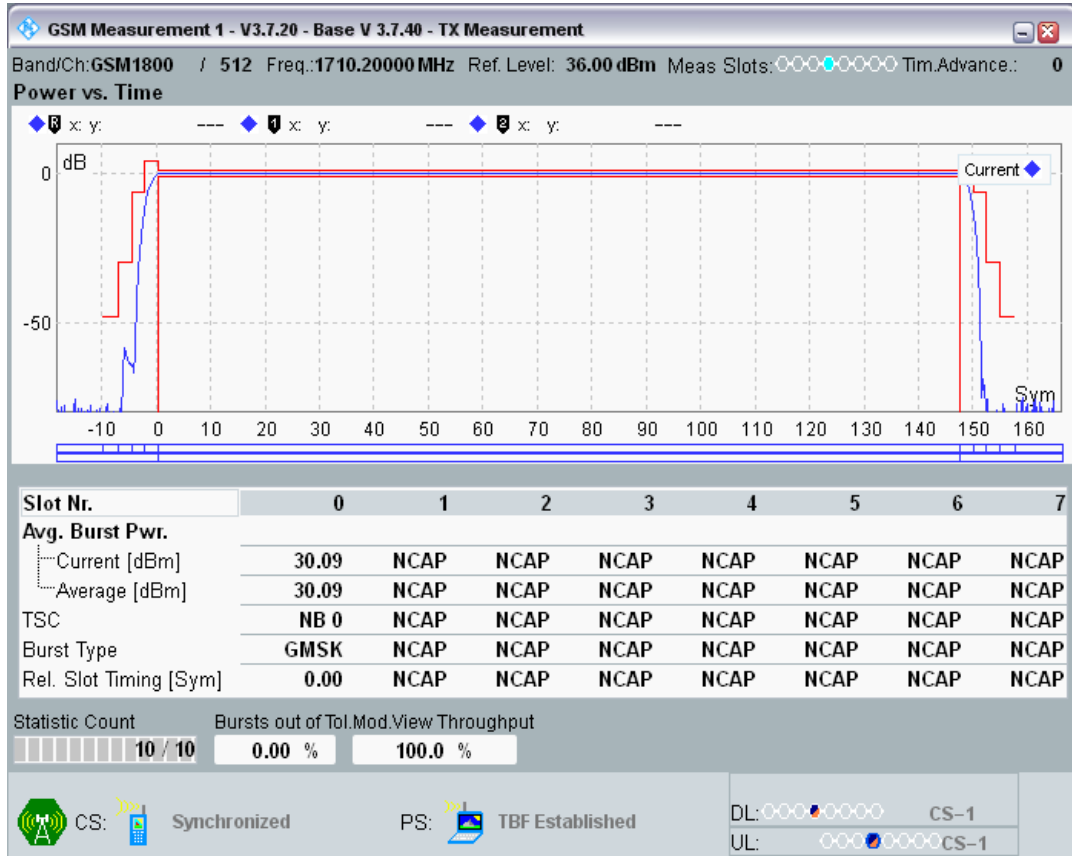 GSM Measurement 1 - V3.7.20 - Base V 3.7.40 - TX Measurement
Band/Ch:GSM1800 / 512 Freq.:1710.20000 MHz Ref. Level: 36.00 dBm Meas Slots: Tim.Advance.: 0
Power vs. Time
R x: y: --- 1 x: y: --- 2 x: y: ---
dB
Current
0
-50
Sym
-10 0 10 20 30 40 50 60 70 80 90 100 110 120 130 140 150 160
Slot Nr. 0 1 2 3 4 5 6 7
Avg. Burst Pwr.
Current [dBm] 30.09 NCAP NCAP NCAP NCAP NCAP NCAP NCAP
Average [dBm] 30.09 NCAP NCAP NCAP NCAP NCAP NCAP NCAP
TSC NB 0 NCAP NCAP NCAP NCAP NCAP NCAP NCAP
Burst Type GMSK NCAP NCAP NCAP NCAP NCAP NCAP NCAP
Rel. Slot Timing [Sym] 0.00 NCAP NCAP NCAP NCAP NCAP NCAP NCAP
Statistic Count Bursts out of Tol. Mod.View Throughput
10 / 10 0.00 % 100.0 %
CS: Synchronized PS: TBF Established DL: CS-1
UL: CS-1